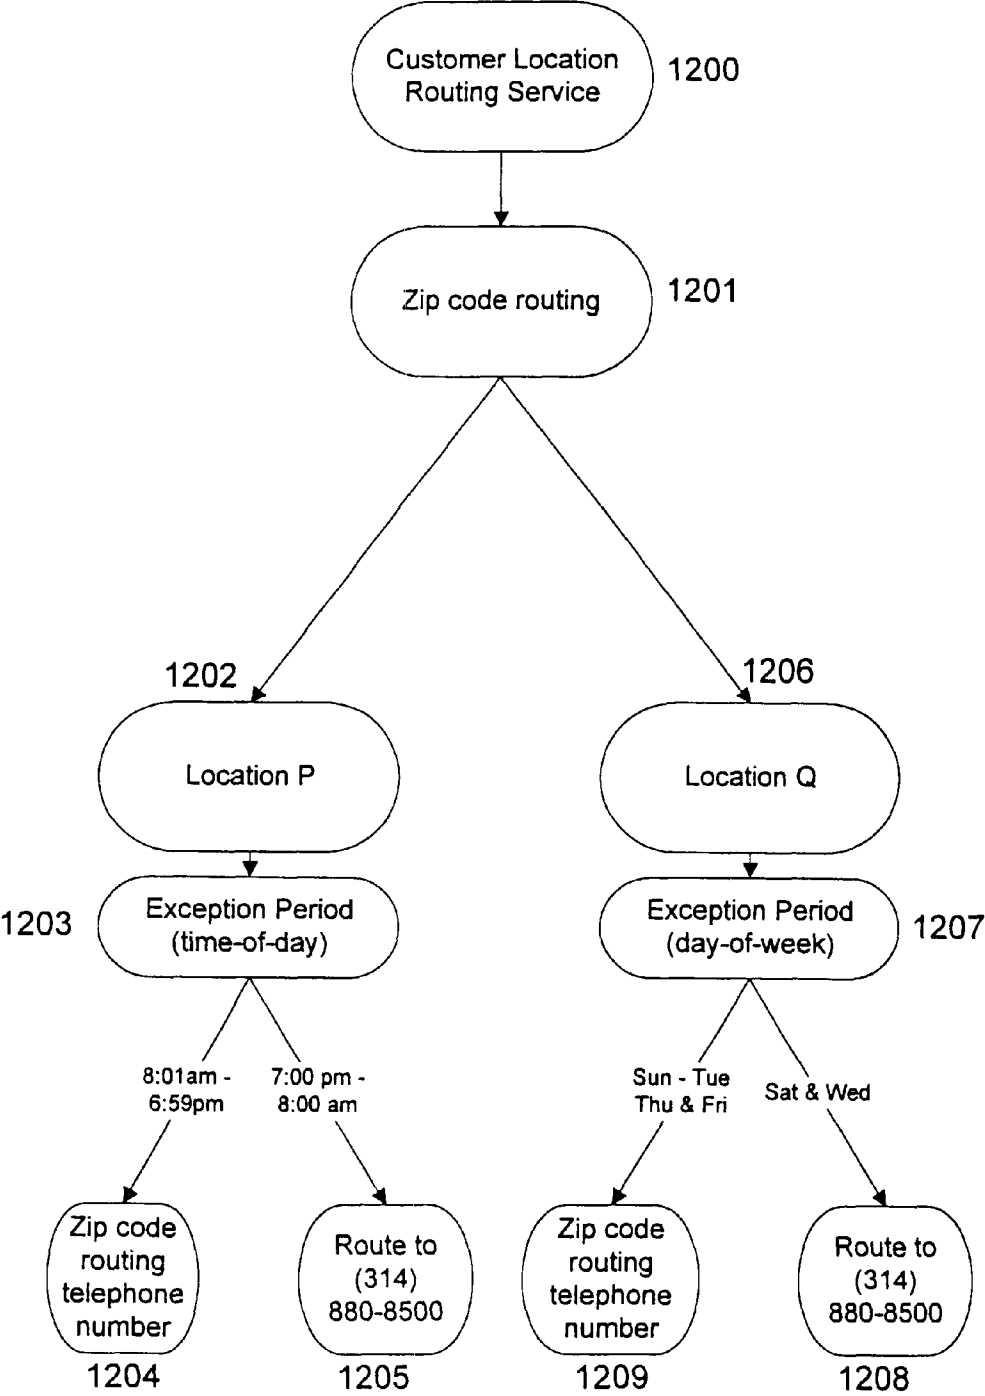 Customer Location
Routing Service
1200
Zip code routing
1201
1202
1206
Location P
Location Q
1203
Exception Period
(time-of-day)
Exception Period
(day-of-week)
1207
8:01am -
6:59pm
7:00 pm -
8:00 am
Sun - Tue
Thu & Fri
Sat & Wed
Zip code
routing
telephone
number
Route to
(314)
880-8500
Zip code
routing
telephone
number
Route to
(314)
880-8500
1204
1205
1209
1208